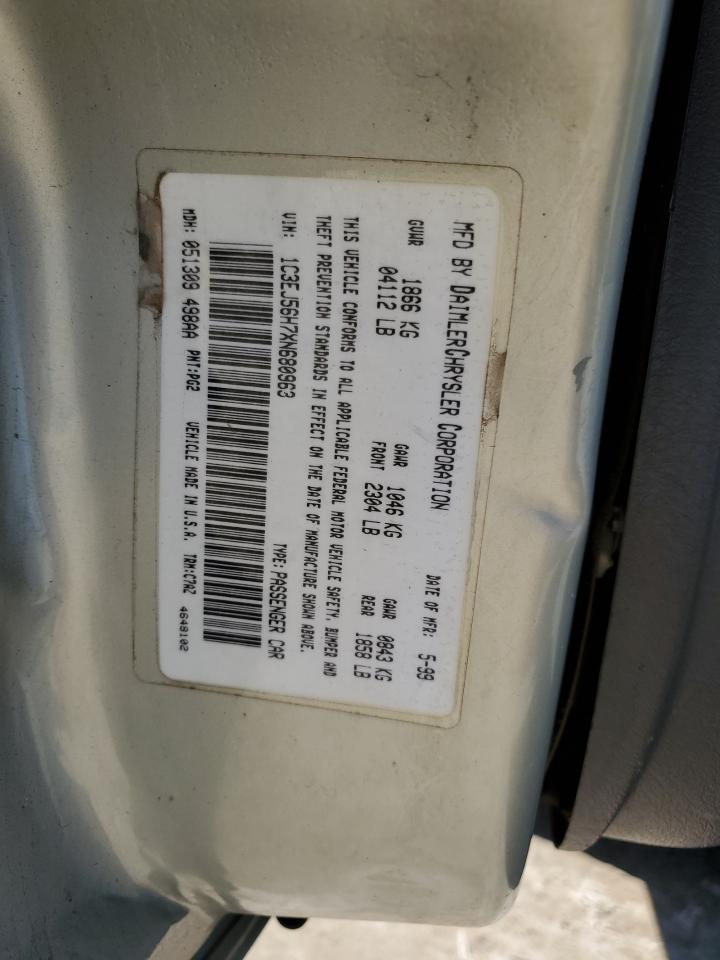 MFD BY DAIMLERCHRYSLER CORPORATION DATE OF MFR: 5-99
GVWR 1866 KG GAWR 1046 KG GAWR 0843 KG
04112 LB FRONT 2304 LB REAR 1858 LB
THIS VEHICLE CONFORMS TO ALL APPLICABLE FEDERAL MOTOR VEHICLE SAFETY, BUMPER AND
THEFT PREVENTION STANDARDS IN EFFECT ON THE DATE OF MANUFACTURE SHOWN ABOVE.
VIN: 1C3EJ56H7XN680963 TYPE: PASSENGER CAR
MDH: 051309 498AA PNT:PG2 VEHICLE MADE IN U.S.A. TRM:C7A2 4649102